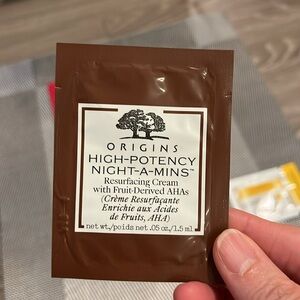 ORIGINS
HIGH-POTENCY
NIGHT-A-MINS™
Resurfacing Cream
with Fruit-Derived AHAs
(Crème Resurfaçante
Enrichie aux Acides
de Fruits, AHA)
net wt./poids net .05 oz./1.5 ml